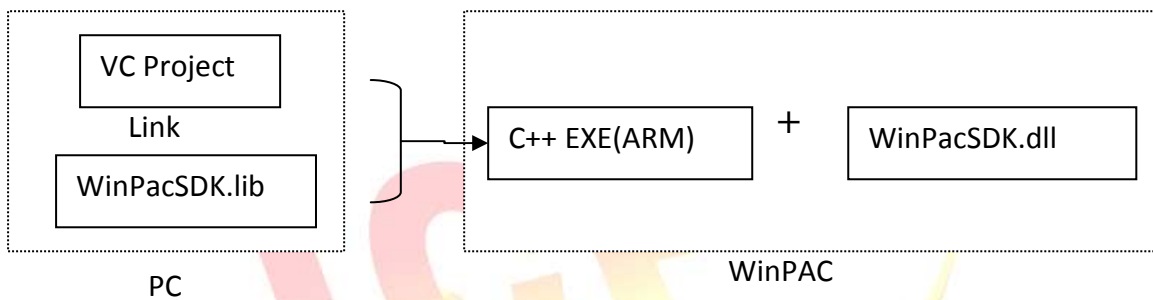 VC Project
Link
WinPacSDK.lib
PC
C++ EXE(ARM)
+
WinPacSDK.dll
WinPAC